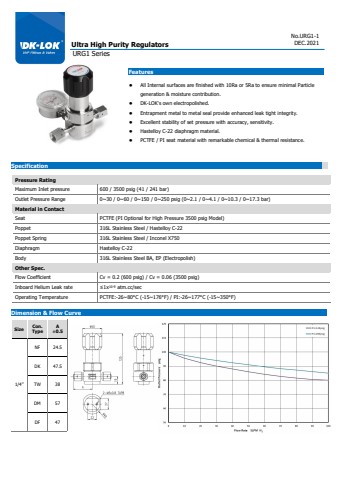 DK-LOK®
DHP Fittings & Valves
Ultra High Purity Regulators
URG1 Series
No.URG1-1
DEC.2021
Features
● All Internal surfaces are finished with 10Ra or 5Ra to ensure minimal Particle
generation & moisture contribution.
● DK-LOK's own electropolished.
● Entrapment metal to metal seal provide enhanced leak tight integrity.
● Excellent stability of set pressure with accuracy, sensitivity.
● Hastelloy C-22 diaphragm material.
● PCTFE / PI seat material with remarkable chemical & thermal resistance.
Specification
Pressure Rating
Maximum Inlet pressure 600 / 3500 psig (41 / 241 bar)
Outlet Pressure Range 0~30 / 0~60 / 0~150 / 0~250 psig (0~2.1 / 0~4.1 / 0~10.3 / 0~17.3 bar)
Material in Contact
Seat PCTFE (PI Optional for High Pressure 3500 psig Model)
Poppet 316L Stainless Steel / Hastelloy C-22
Poppet Spring 316L Stainless Steel / Inconel X750
Diaphragm Hastelloy C-22
Body 316L Stainless Steel BA, EP (Electropolish)
Other Spec.
Flow Coefficient Cv = 0.2 (600 psig) / Cv = 0.06 (3500 psig)
Inboard Helium Leak rate ≤1x atm.cc/sec
Operating Temperature PCTFE:-26~80°C (-15~176°F) / PI:-26~177°C (-15~350°F)
Dimension & Flow Curve
Size Con. Type A ±0.5
1/4"
NF 24.5
DK 47.5
TW 38
DM 57
DF 47
Flow Rate